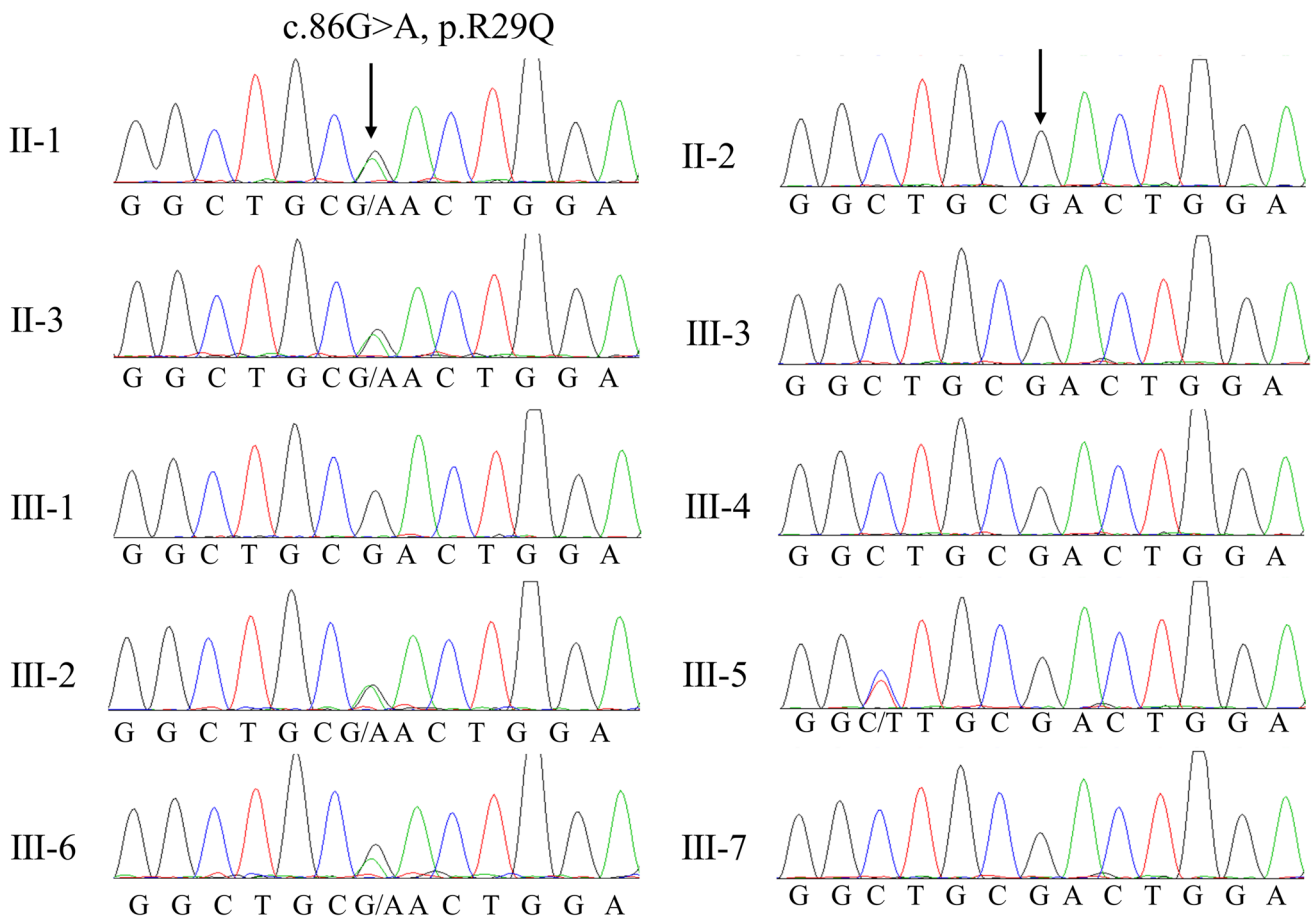 c.86G>A, p.R29Q
II-1
G G C T G C G/A A C T G G A
II-2
G G C T G C G A C T G G A
II-3
G G C T G C G/A A C T G G A
III-3
G G C T G C G A C T G G A
III-1
G G C T G C G A C T G G A
III-4
G G C T G C G A C T G G A
III-2
G G C T G C G/A A C T G G A
III-5
G G C/T T G C G A C T G G A
III-6
G G C T G C G/A A C T G G A
III-7
G G C T G C G A C T G G A